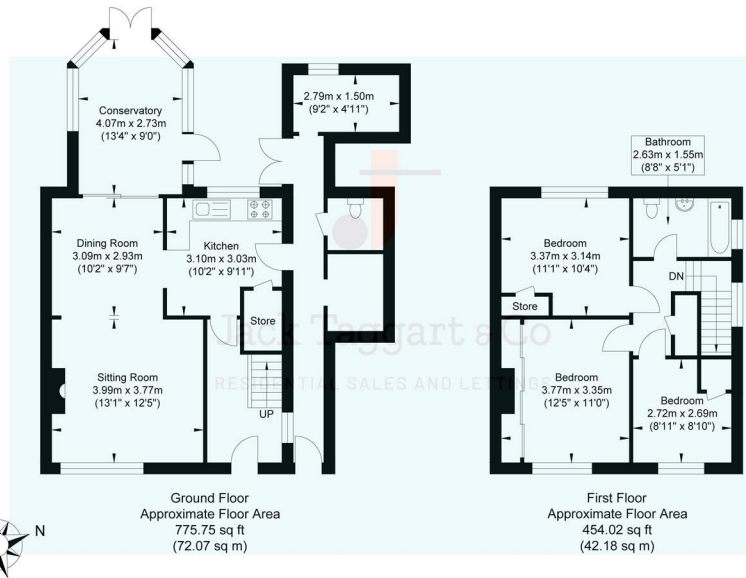 Conservatory
4.07m x 2.73m
(13'4" x 9'0")
2.79m x 1.50m
(9'2" x 4'11")
Dining Room
3.09m x 2.93m
(10'2" x 9'7")
Kitchen
3.10m x 3.03m
(10'2" x 9'11")
Store
Sitting Room
3.99m x 3.77m
(13'1" x 12'5")
UP
Ground Floor
Approximate Floor Area
775.75 sq ft
(72.07 sq m)
N
Bathroom
2.63m x 1.55m
(8'8" x 5'1")
Bedroom
3.37m x 3.14m
(11'1" x 10'4")
DN
Store
Bedroom
3.77m x 3.35m
(12'5" x 11'0")
Bedroom
2.72m x 2.69m
(8'11" x 8'10")
First Floor
Approximate Floor Area
454.02 sq ft
(42.18 sq m)
Jack Taggart & Co
RESIDENTIAL SALES AND LETTINGS